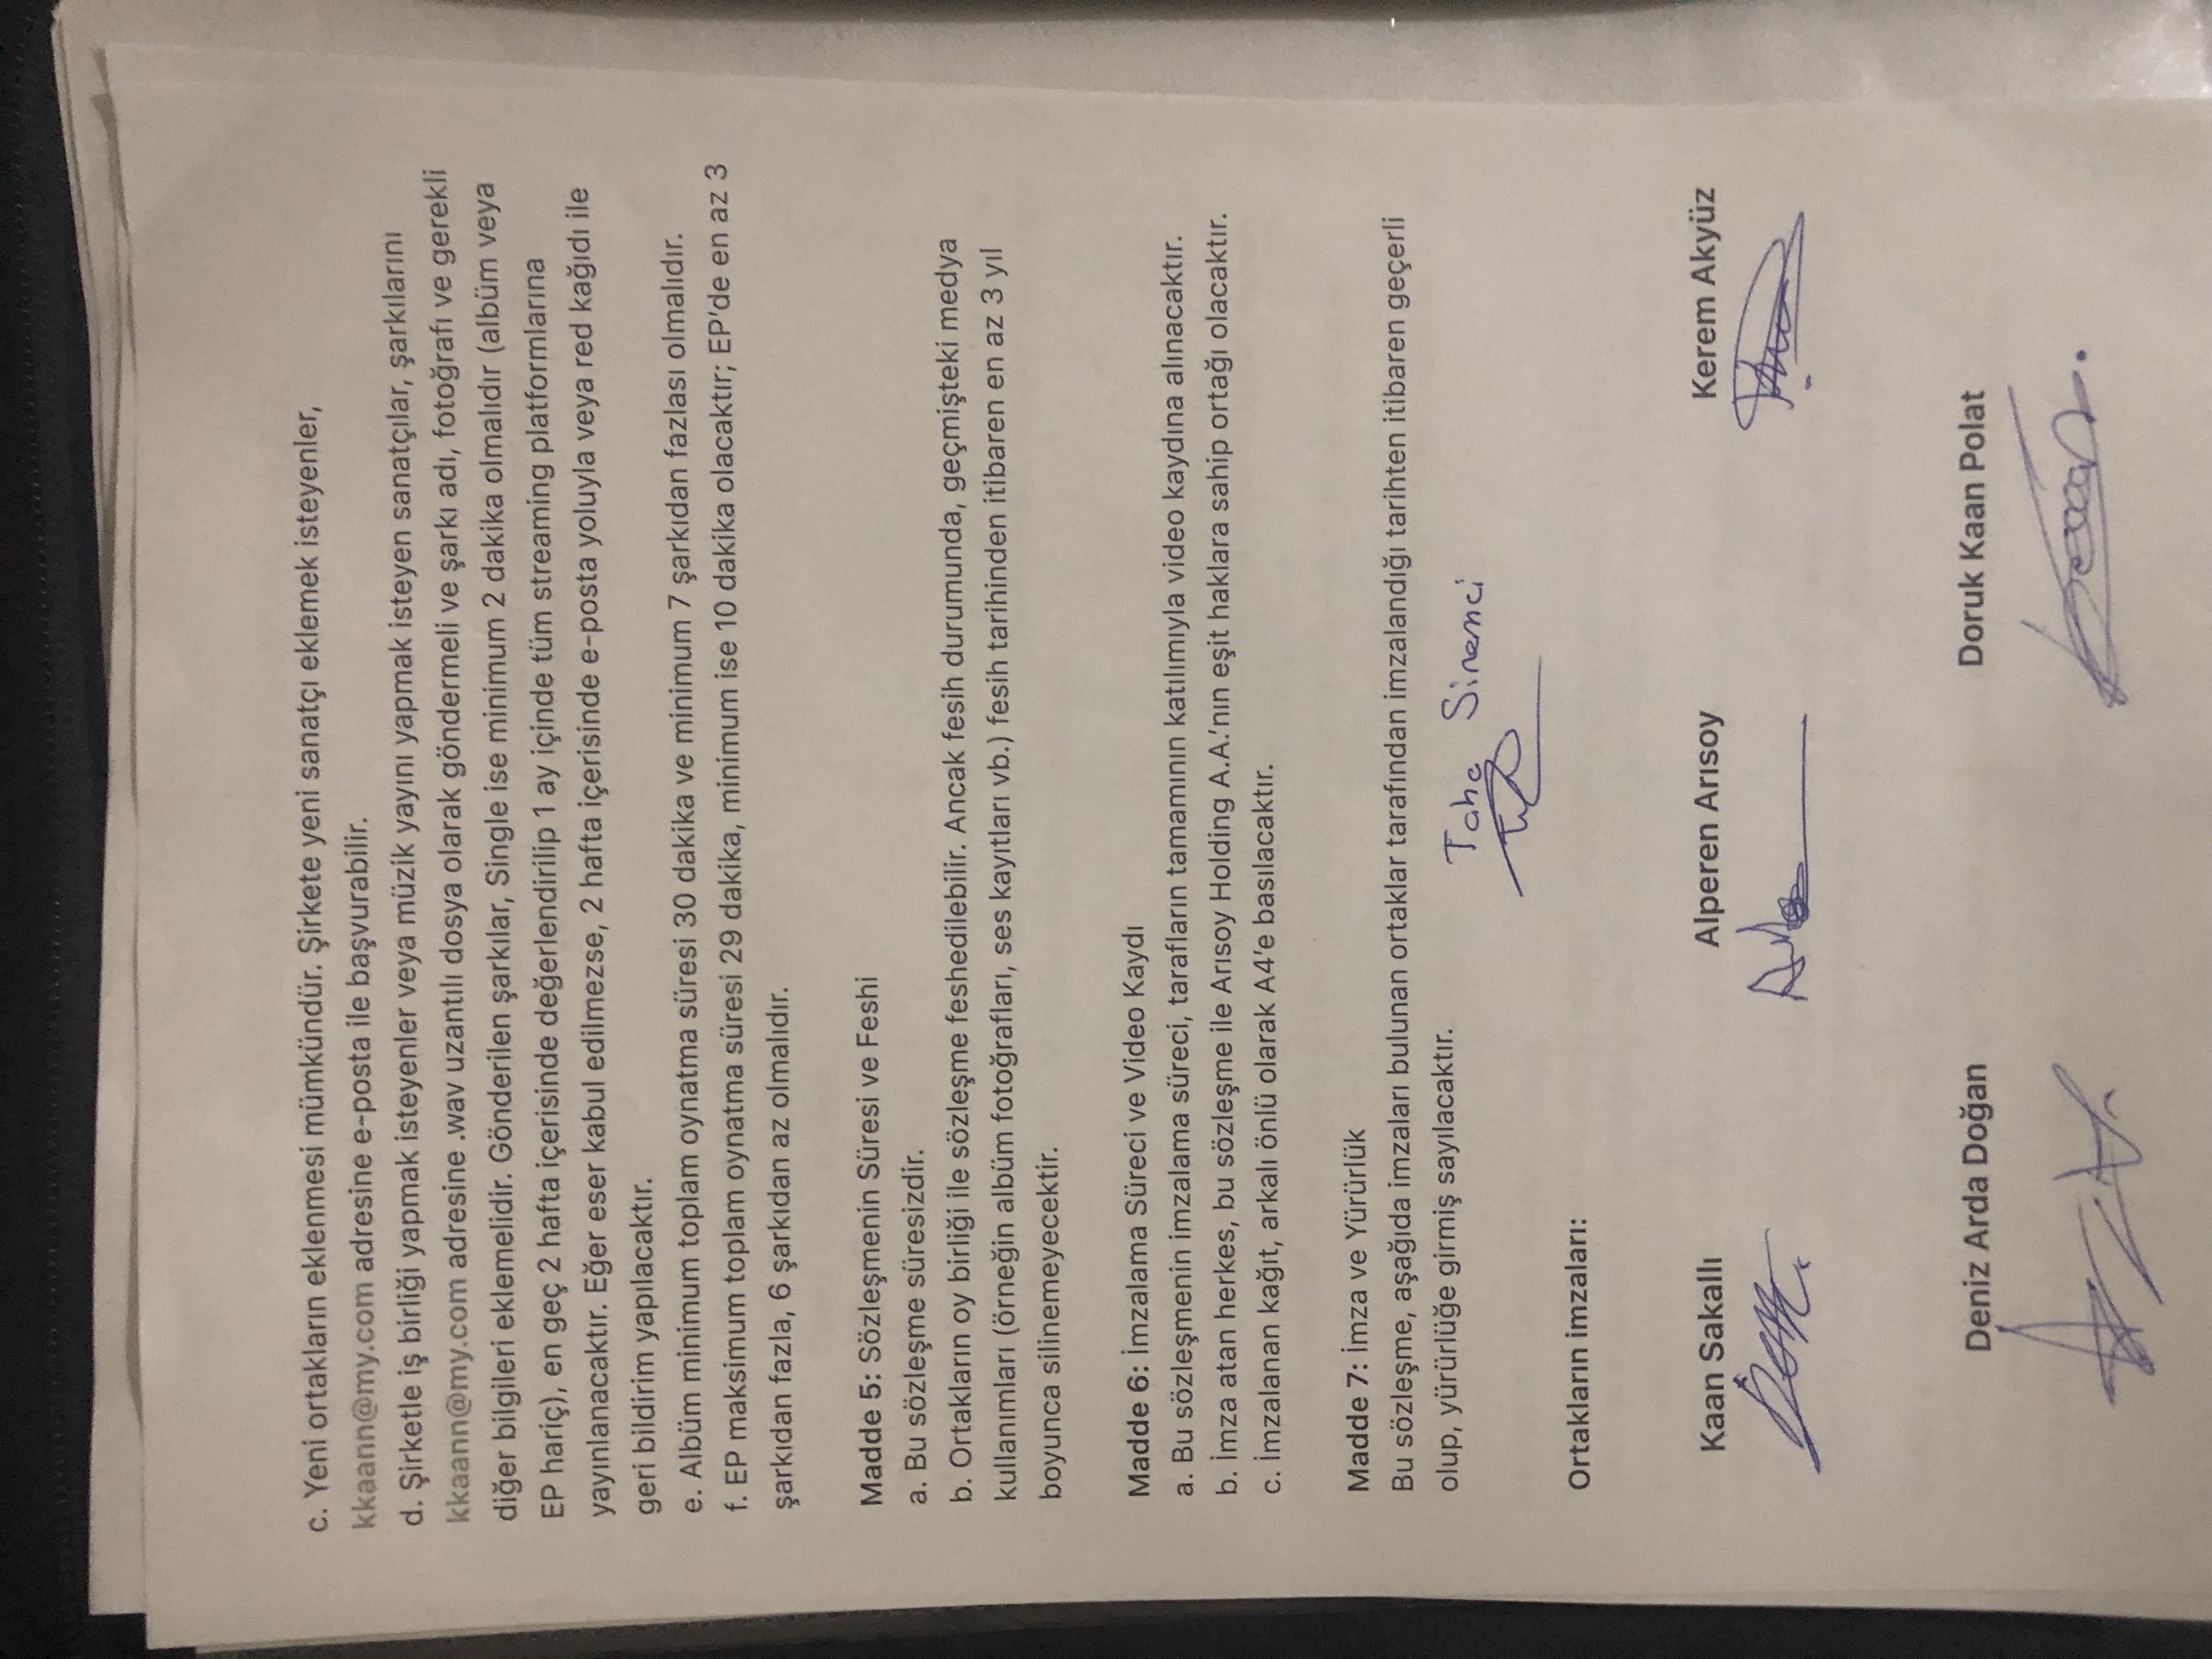 c. Yeni ortakların eklenmesi mümkündür. Şirkete yeni sanatçı eklemek isteyenler,
kkaann@my.com adresine e-posta ile başvurabilir.
d. Şirketle iş birliği yapmak isteyenler veya müzik yayını yapmak isteyen sanatçılar, şarkılarını
kkaann@my.com adresine .wav uzantılı dosya olarak göndermeli ve şarkı adı, fotoğrafı ve gerekli
diğer bilgileri eklemelidir. Gönderilen şarkılar, Single ise minimum 2 dakika olmalıdır (albüm veya
EP hariç), en geç 2 hafta içerisinde değerlendirilip 1 ay içinde tüm streaming platformlarına
yayınlanacaktır. Eğer eser kabul edilmezse, 2 hafta içerisinde e-posta yoluyla veya red kağıdı ile
geri bildirim yapılacaktır.
e. Albüm minimum toplam oynatma süresi 30 dakika ve minimum 7 şarkıdan fazlası olmalıdır.
f. EP maksimum toplam oynatma süresi 29 dakika, minimum ise 10 dakika olacaktır; EP'de en az 3
şarkıdan fazla, 6 şarkıdan az olmalıdır.
Madde 5: Sözleşmenin Süresi ve Feshi
a. Bu sözleşme süresizdir.
b. Ortakların oy birliği ile sözleşme feshedilebilir. Ancak fesih durumunda, geçmişteki medya
kullanımları (örneğin albüm fotoğrafları, ses kayıtları vb.) fesih tarihinden itibaren en az 3 yıl
boyunca silinemeyecektir.
Madde 6: İmzalama Süreci ve Video Kaydı
a. Bu sözleşmenin imzalama süreci, tarafların tamamının katılımıyla video kaydına alınacaktır.
b. İmza atan herkes, bu sözleşme ile Arısoy Holding A.A.'nın eşit haklara sahip ortağı olacaktır.
c. İmzalanan kağıt, arkalı önlü olarak A4'e basılacaktır.
Madde 7: İmza ve Yürürlük
Bu sözleşme, aşağıda imzaları bulunan ortaklar tarafından imzalandığı tarihten itibaren geçerli
olup, yürürlüğe girmiş sayılacaktır.
Taha Sinemci
Ortakların imzaları:
Kaan Sakallı Alperen Arısoy Kerem Akyüz
Deniz Arda Doğan Doruk Kaan Polat